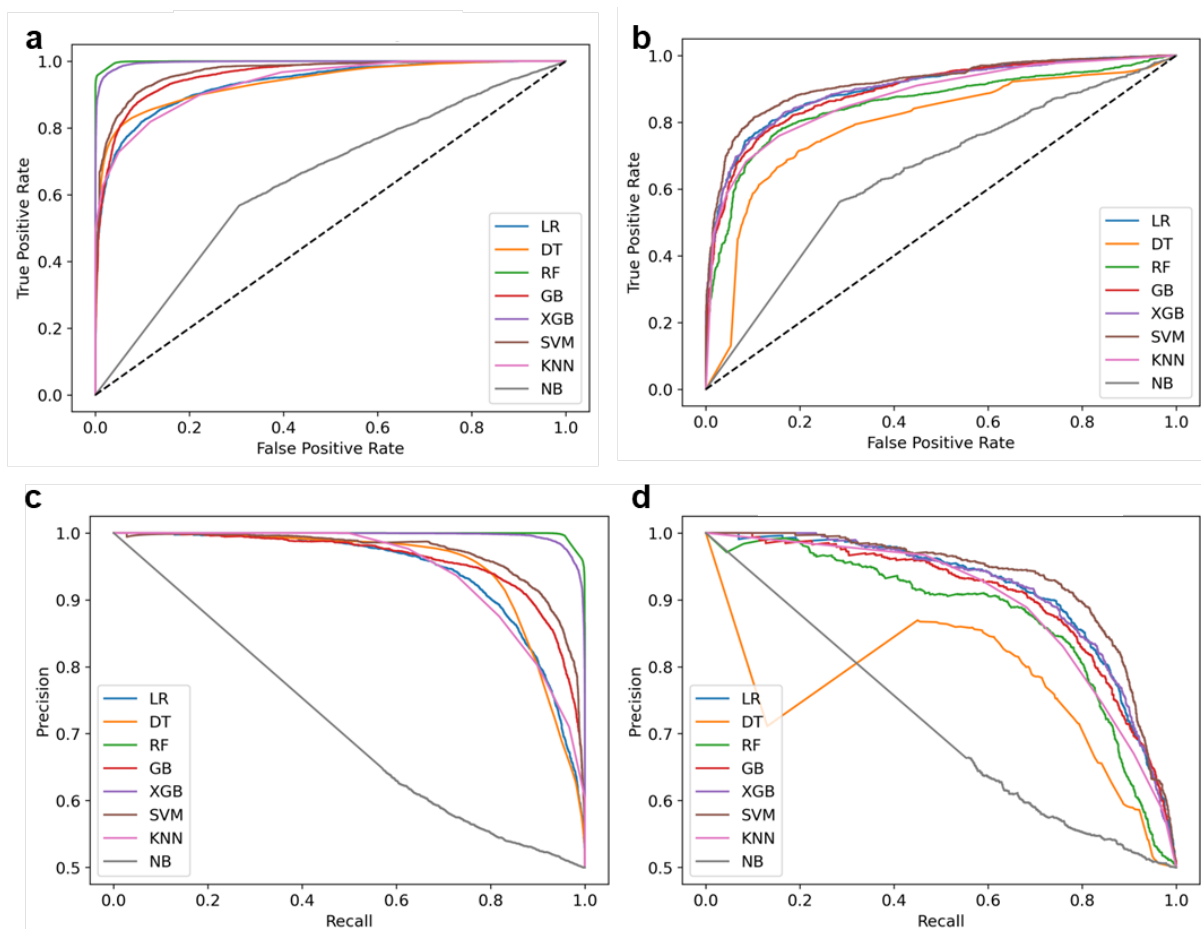 a
1.0
0.8
0.6
0.4
0.2
0.0
True Positive Rate
0.0 0.2 0.4 0.6 0.8 1.0
False Positive Rate
LR
DT
RF
GB
XGB
SVM
KNN
NB
b
1.0
0.8
0.6
0.4
0.2
0.0
True Positive Rate
0.0 0.2 0.4 0.6 0.8 1.0
False Positive Rate
LR
DT
RF
GB
XGB
SVM
KNN
NB
c
1.0
0.9
0.8
0.7
0.6
0.5
Precision
0.0 0.2 0.4 0.6 0.8 1.0
Recall
LR
DT
RF
GB
XGB
SVM
KNN
NB
d
1.0
0.9
0.8
0.7
0.6
0.5
Precision
0.0 0.2 0.4 0.6 0.8 1.0
Recall
LR
DT
RF
GB
XGB
SVM
KNN
NB